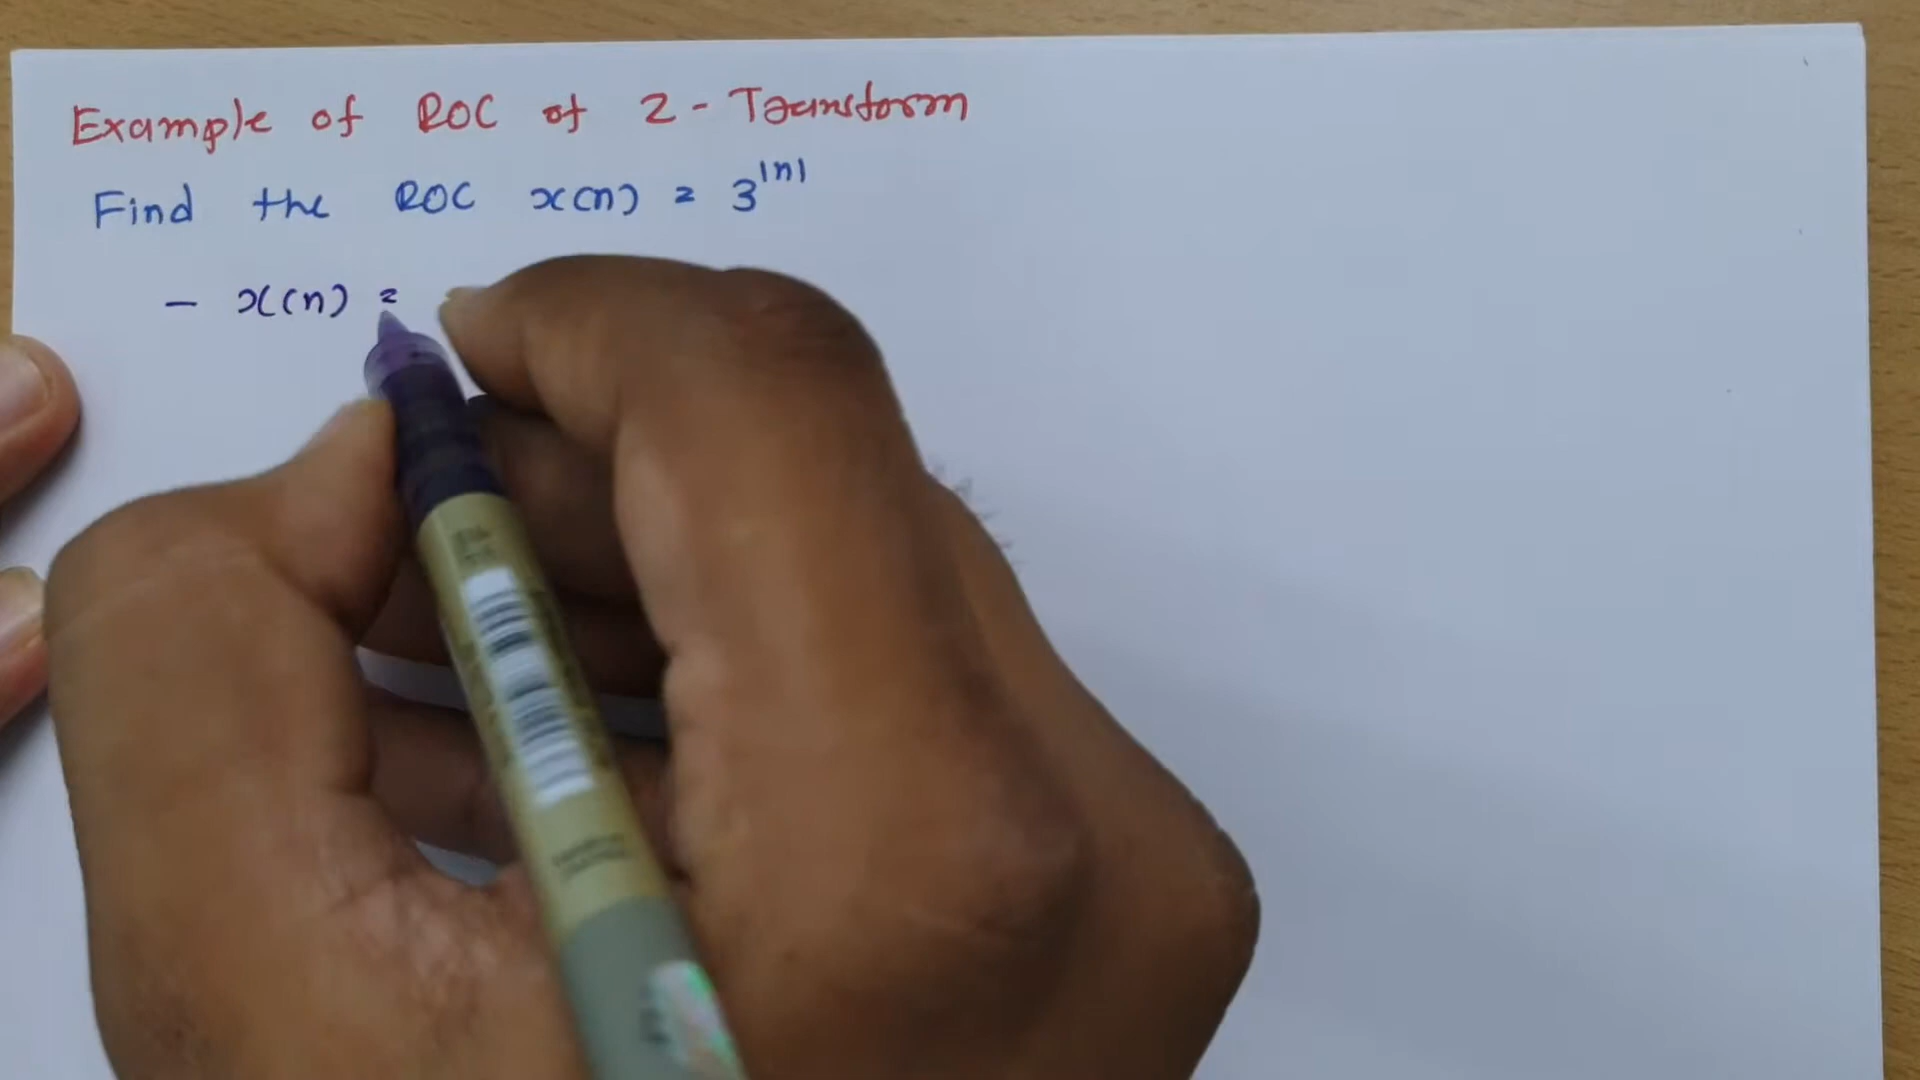 Example of ROC of Z-Transform
Find the ROC x(n) = 3^|n|
- x(n) =